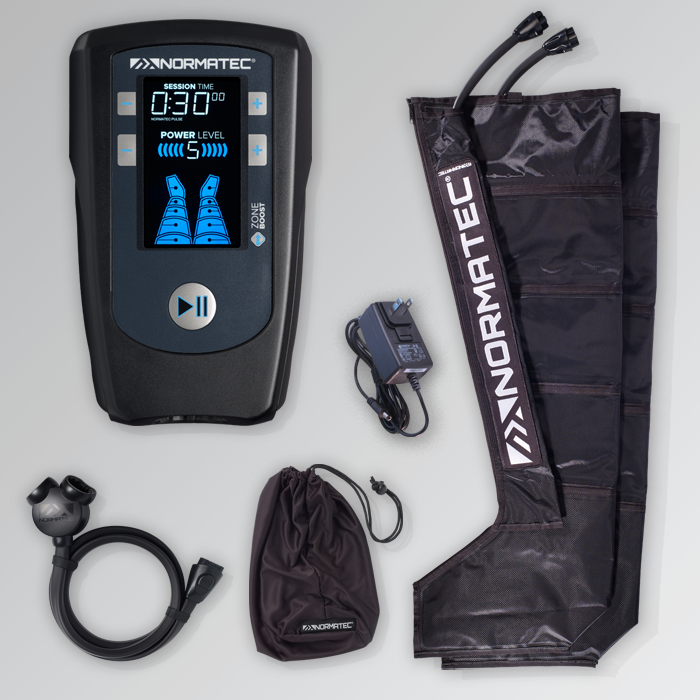 NORMATEC®
SESSION TIME
0:30 00
NORMATEC PULSE
POWER LEVEL
5
ZONE
BOOST
NORMATEC®
NORMATEC
NORMATEC